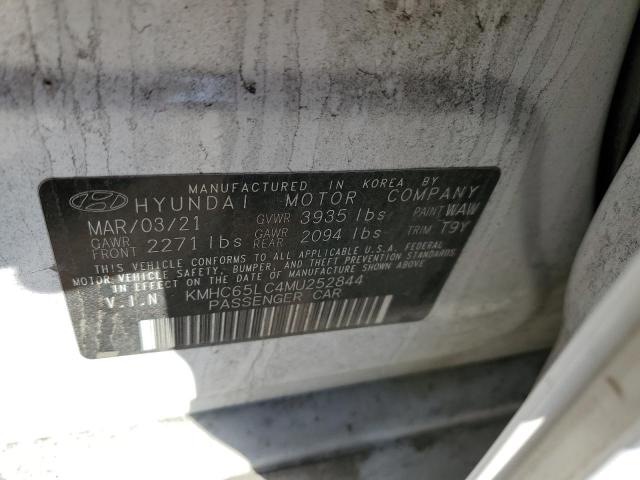 MANUFACTURED IN KOREA BY
HYUNDAI MOTOR COMPANY
MAR/03/21 GVWR 3935 lbs PAINT WAW
GAWR FRONT 2271 lbs GAWR REAR 2094 lbs TRIM T9Y
THIS VEHICLE CONFORMS TO ALL APPLICABLE U.S.A. FEDERAL
MOTOR VEHICLE SAFETY, BUMPER, AND THEFT PREVENTION STANDARDS
IN EFFECT ON THE DATE OF MANUFACTURE SHOWN ABOVE.
V.I.N KMHC65LC4MU252844
PASSENGER CAR